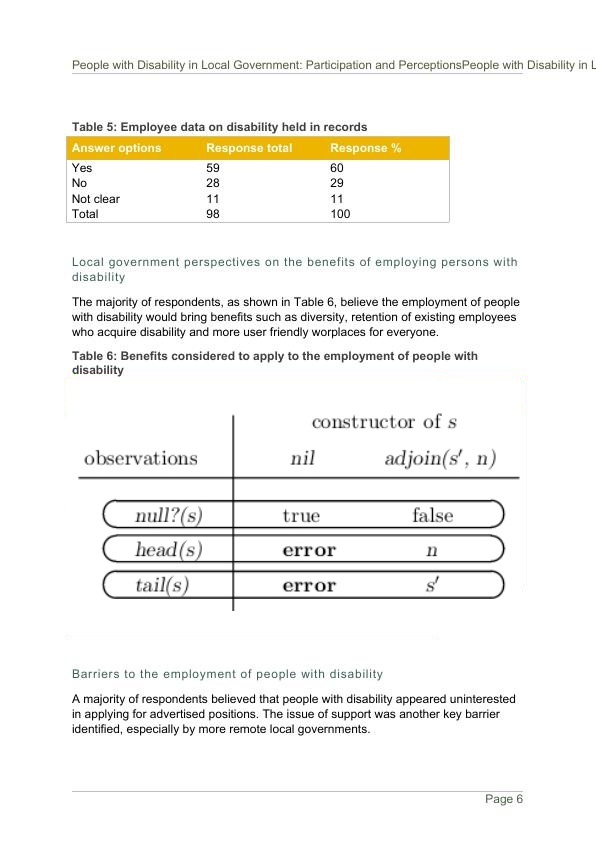 People with Disability in Local Government: Participation and PerceptionsPeople with Disability in L
Table 5: Employee data on disability held in records
Answer options Response total Response %
Yes 59 60
No 28 29
Not clear 11 11
Total 98 100
Local government perspectives on the benefits of employing persons with
disability
The majority of respondents, as shown in Table 6, believe the employment of people
with disability would bring benefits such as diversity, retention of existing employees
who acquire disability and more user friendly worplaces for everyone.
Table 6: Benefits considered to apply to the employment of people with
disability
constructor of s
observations nil adjoin(s′, n)
null?(s) true false
head(s) error n
tail(s) error s′
Barriers to the employment of people with disability
A majority of respondents believed that people with disability appeared uninterested
in applying for advertised positions. The issue of support was another key barrier
identified, especially by more remote local governments.
Page 6